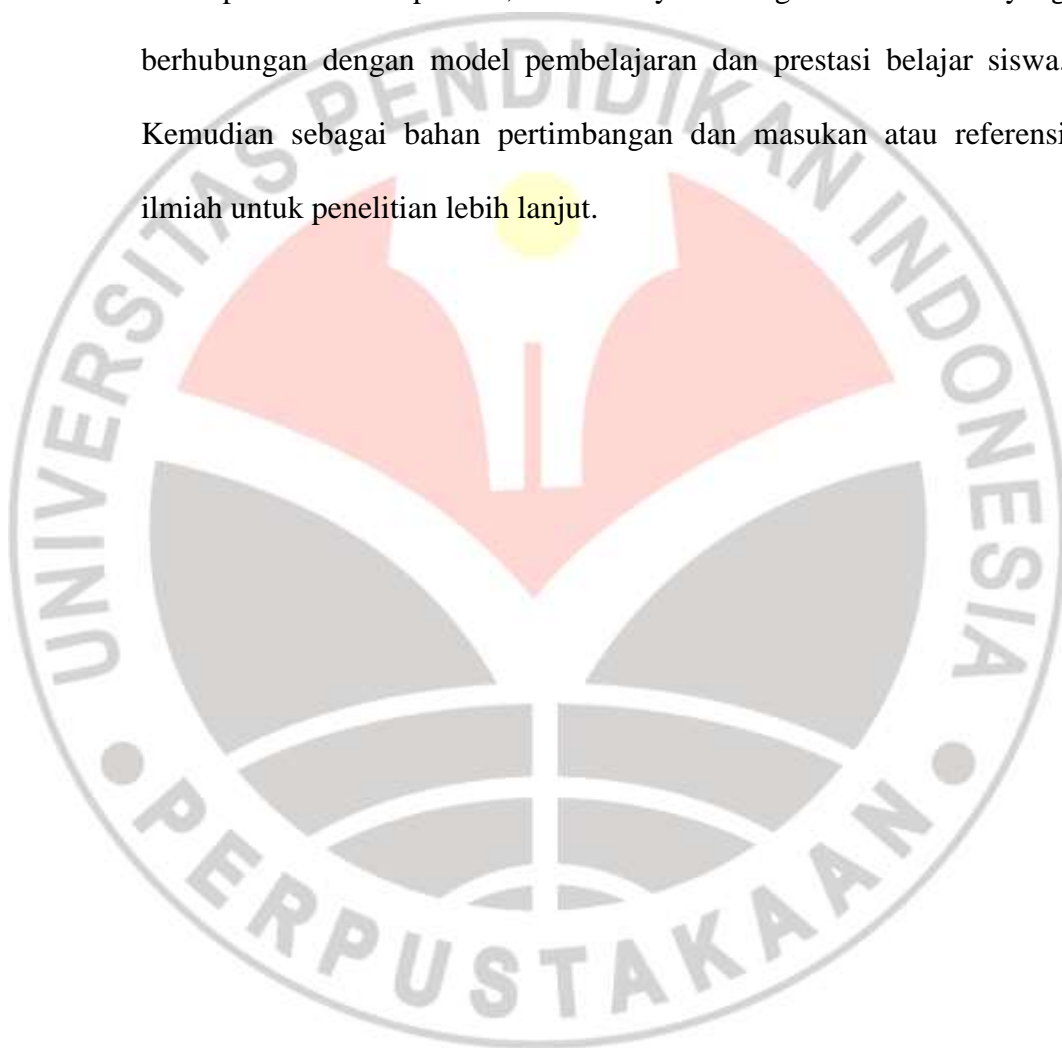 berhubungan dengan model pembelajaran dan prestasi belajar siswa.
Kemudian sebagai bahan pertimbangan dan masukan atau referensi
ilmiah untuk penelitian lebih lanjut.
UNIVERSITAS PENDIDIKAN INDONESIA
PERPUSTAKAAN